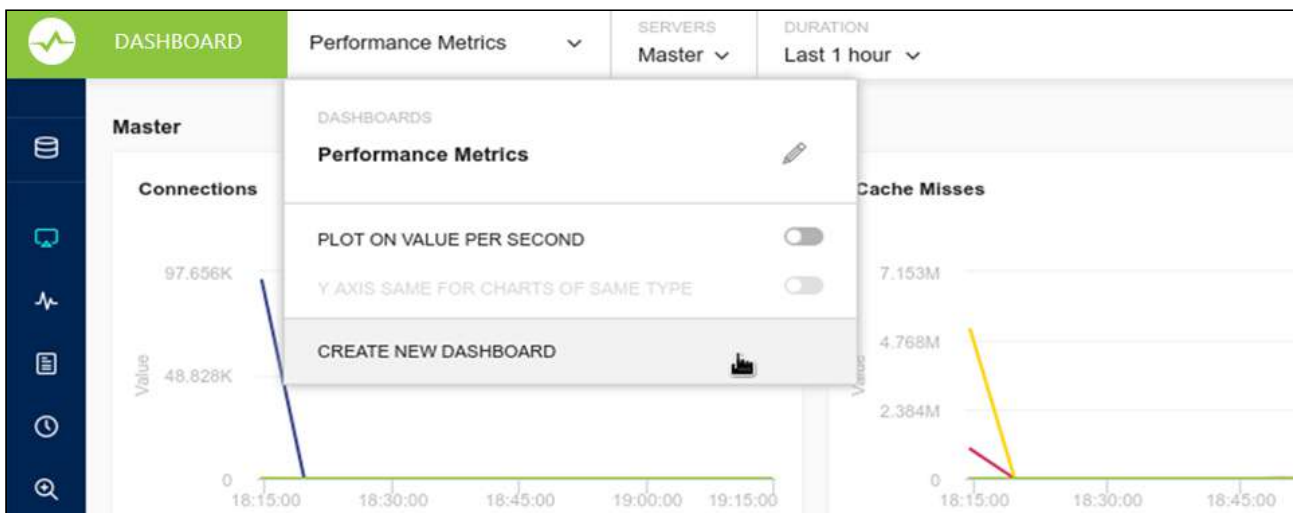 DASHBOARD
Performance Metrics
SERVERS
Master
DURATION
Last 1 hour
Master
DASHBOARDS
Performance Metrics
PLOT ON VALUE PER SECOND
Y AXIS SAME FOR CHARTS OF SAME TYPE
CREATE NEW DASHBOARD
Connections
97.656K
48.828K
0
Value
18:15:00 18:30:00 18:45:00 19:00:00 19:15:00
Cache Misses
7.153M
4.768M
2.384M
0
Value
18:15:00 18:30:00 18:45:00